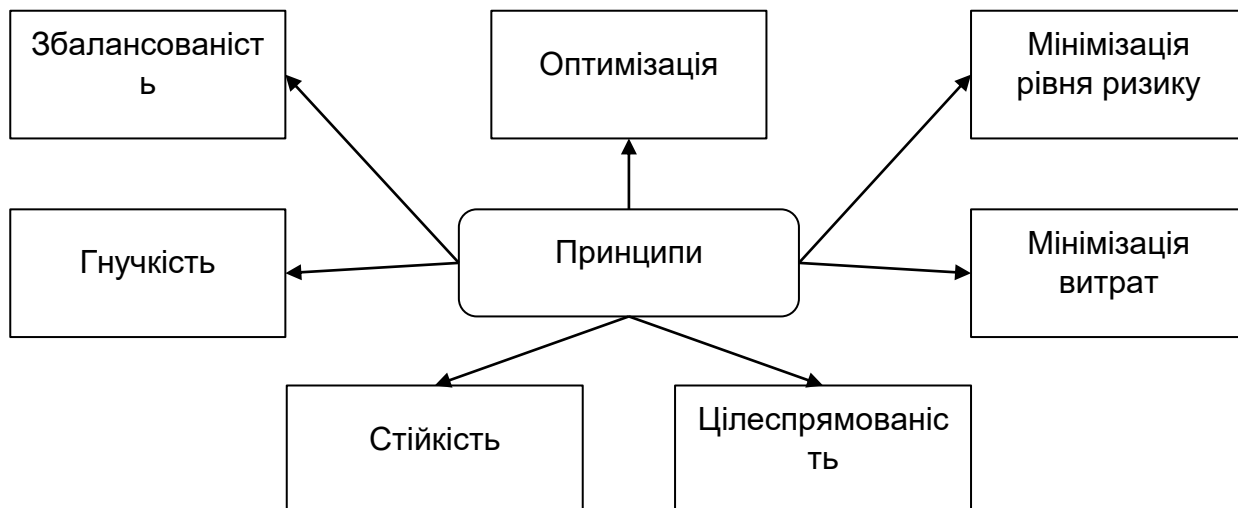 Збалансованіст
ь
Оптимізація
Мінімізація
рівня ризику
Гнучкість
Принципи
Мінімізація
витрат
Стійкість
Цілеспрямованіс
ть